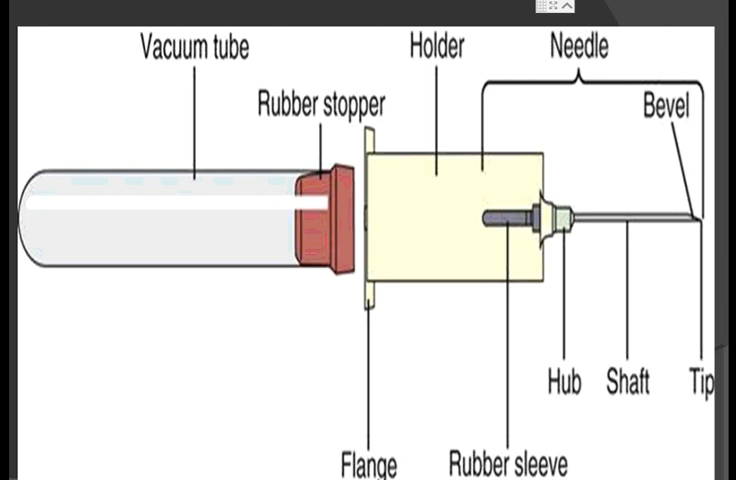 Vacuum tube
Holder
Needle
Rubber stopper
Bevel
Hub
Shaft
Tip
Flange
Rubber sleeve